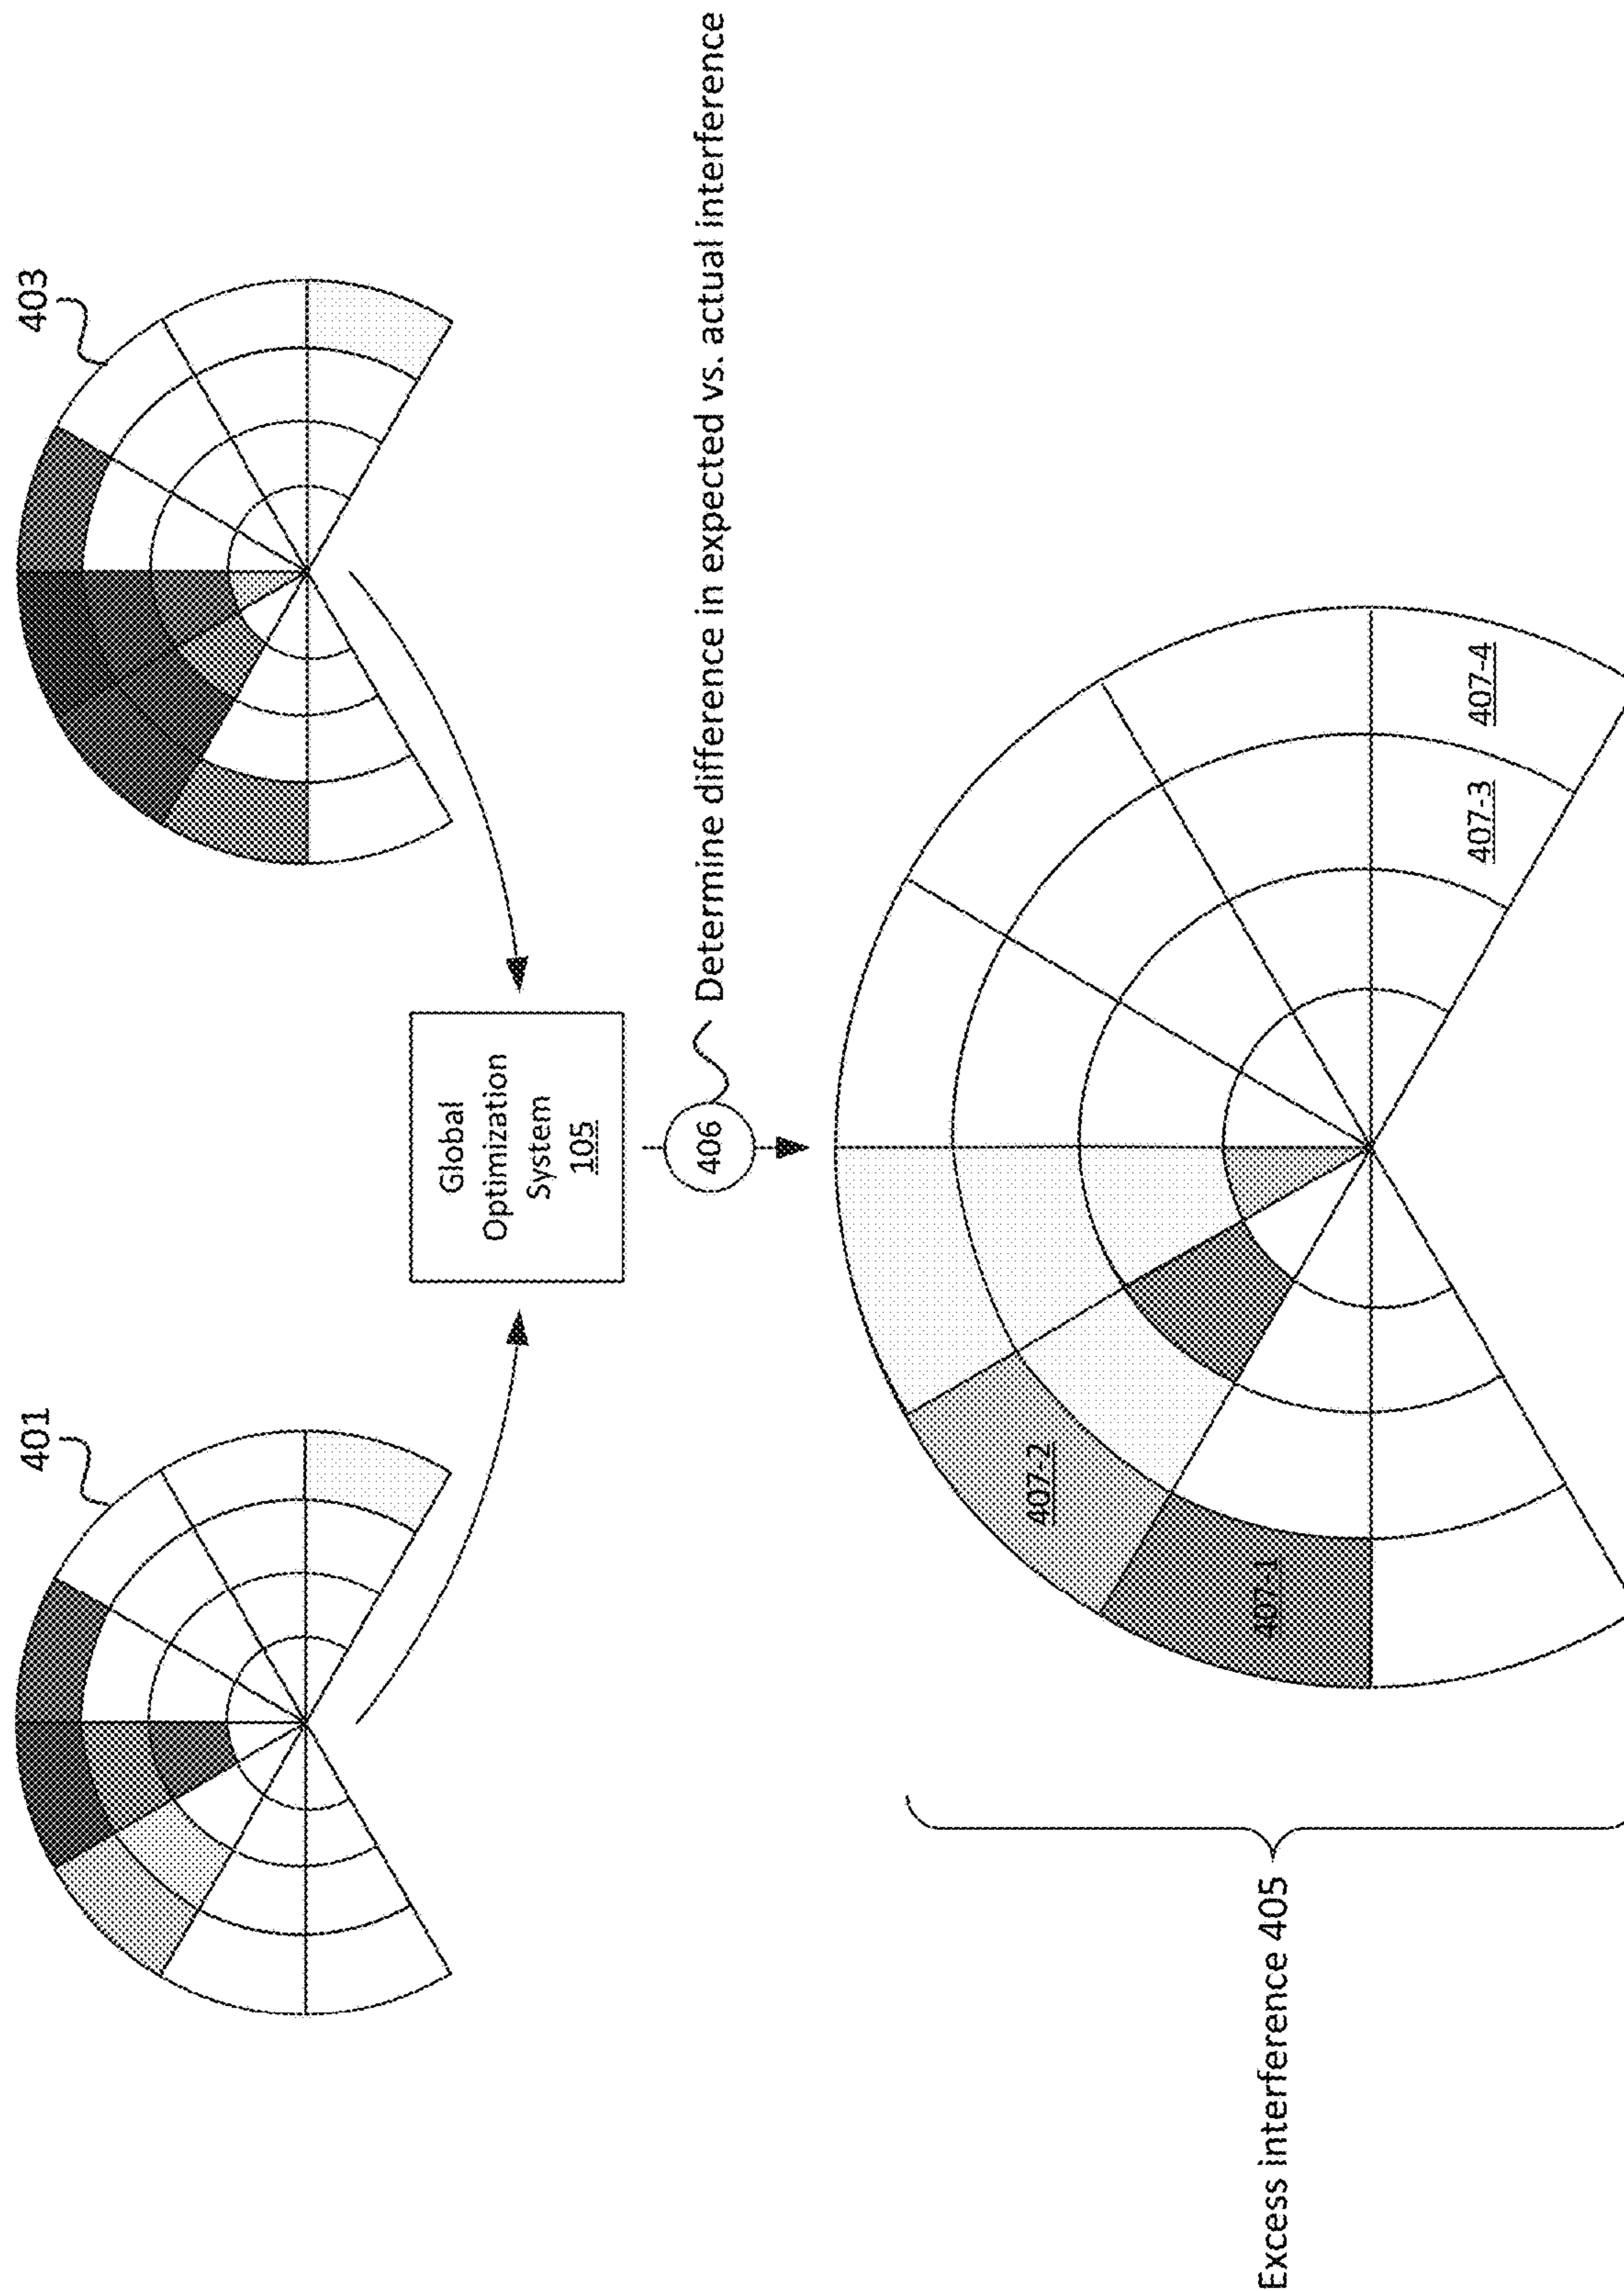 401
403
Global
Optimization
System
105
406
Determine difference in expected vs. actual interference
Excess interference 405
407-1
407-2
407-3
407-4